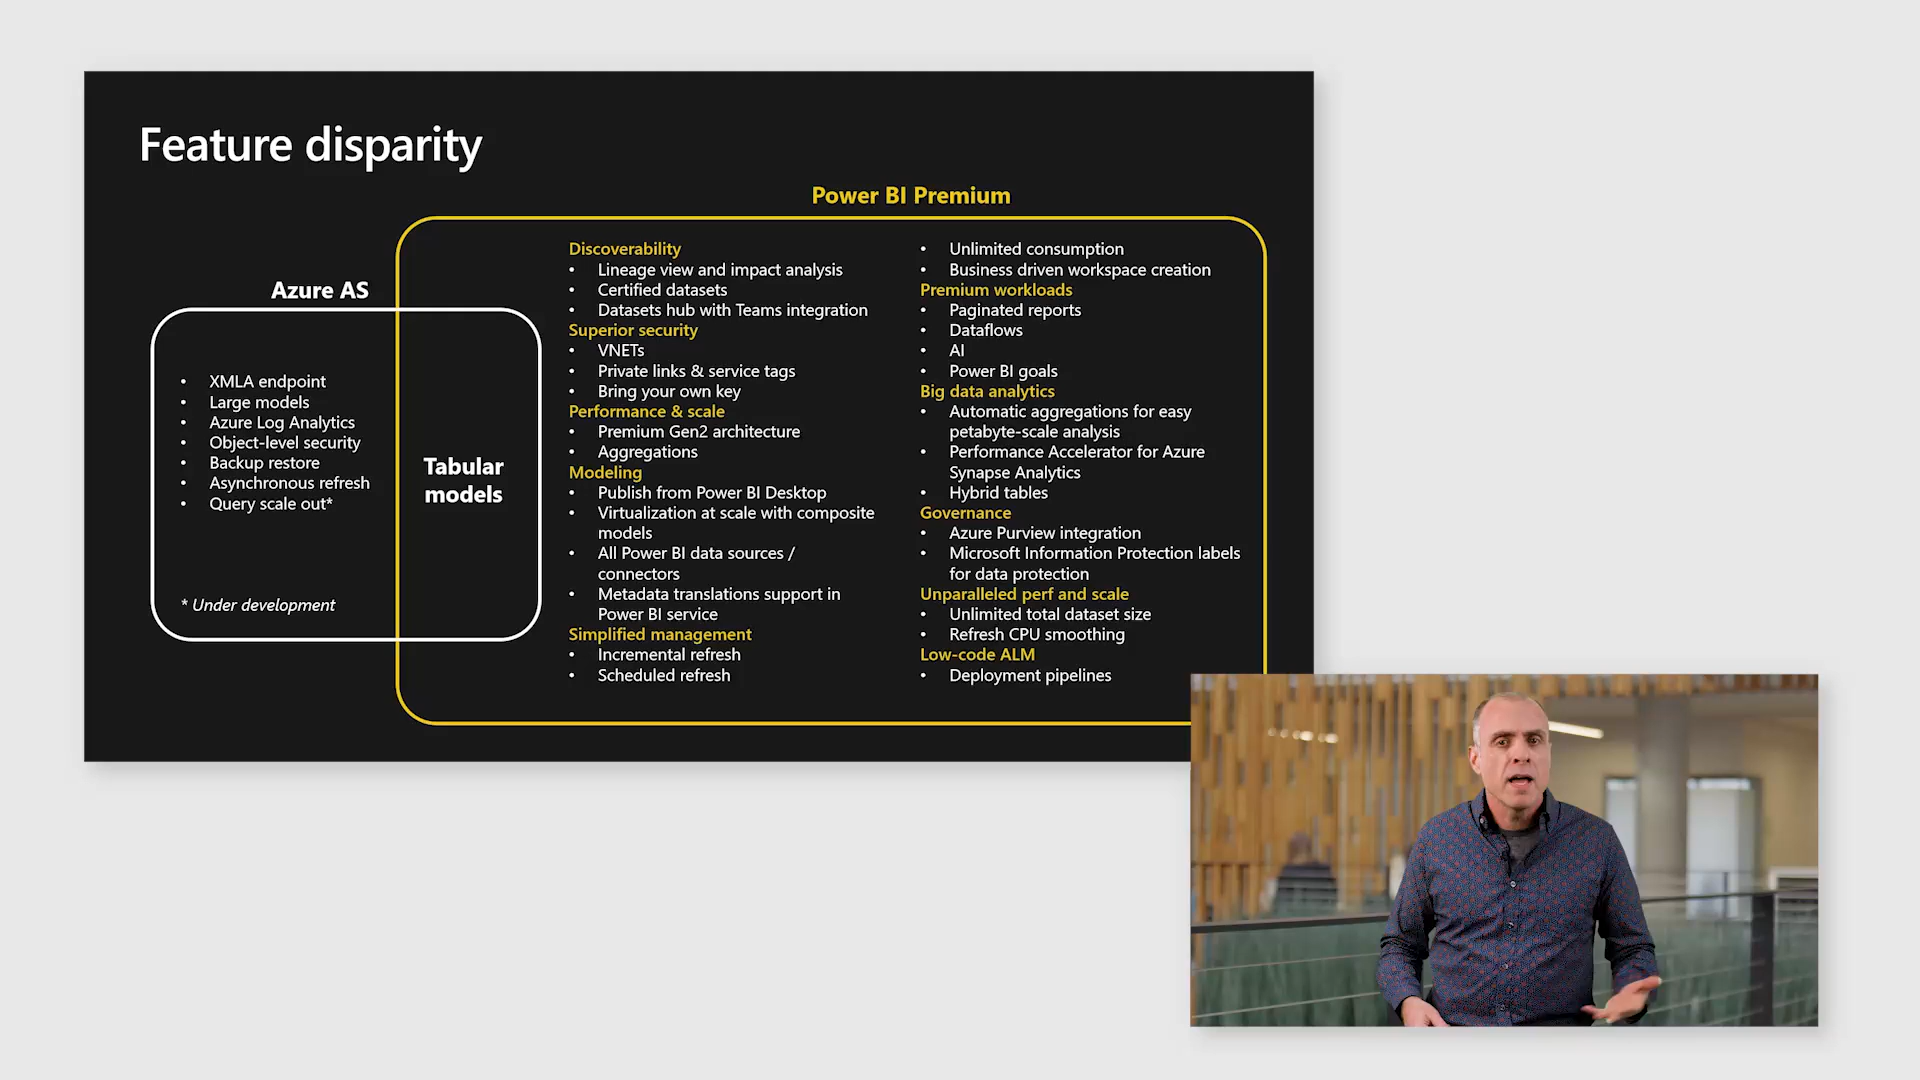 Feature disparity
Power BI Premium
Azure AS
• XMLA endpoint
• Large models
• Azure Log Analytics
• Object-level security
• Backup restore
• Asynchronous refresh
• Query scale out*
* Under development
Tabular
models
Discoverability
• Lineage view and impact analysis
• Certified datasets
• Datasets hub with Teams integration
Superior security
• VNETs
• Private links & service tags
• Bring your own key
Performance & scale
• Premium Gen2 architecture
• Aggregations
Modeling
• Publish from Power BI Desktop
• Virtualization at scale with composite
models
• All Power BI data sources /
connectors
• Metadata translations support in
Power BI service
Simplified management
• Incremental refresh
• Scheduled refresh
• Unlimited consumption
• Business driven workspace creation
Premium workloads
• Paginated reports
• Dataflows
• AI
• Power BI goals
Big data analytics
• Automatic aggregations for easy
petabyte-scale analysis
• Performance Accelerator for Azure
Synapse Analytics
• Hybrid tables
Governance
• Azure Purview integration
• Microsoft Information Protection labels
for data protection
Unparalleled perf and scale
• Unlimited total dataset size
• Refresh CPU smoothing
Low-code ALM
• Deployment pipelines